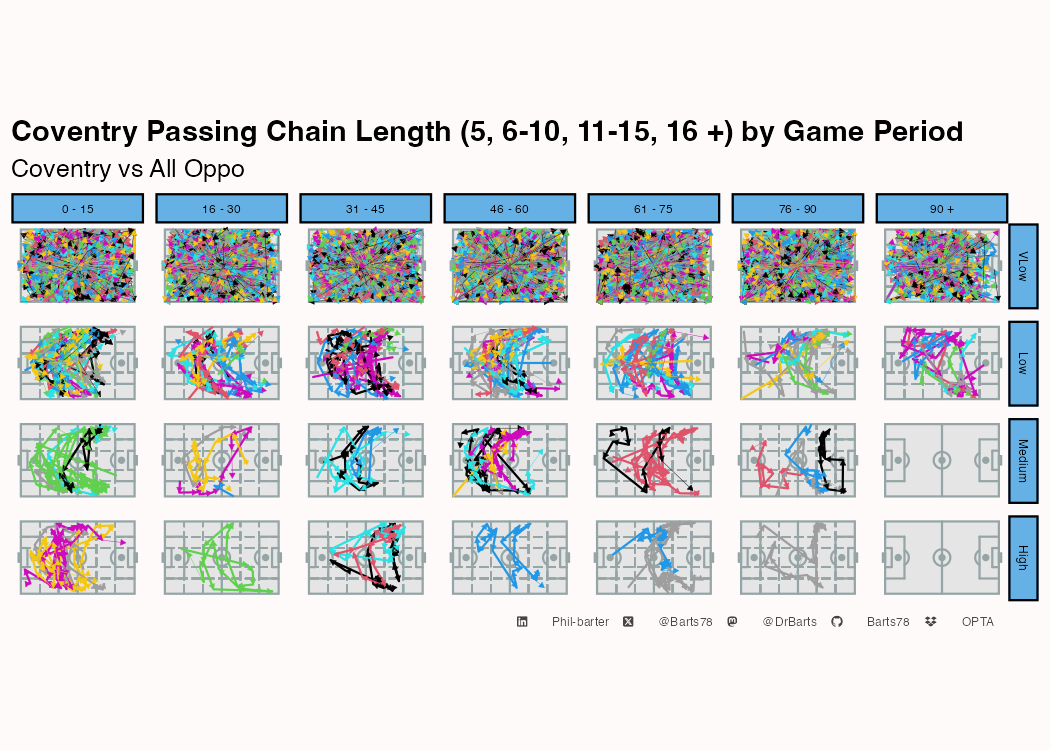 Coventry Passing Chain Length (5, 6-10, 11-15, 16 +) by Game Period
Coventry vs All Oppo
0 - 15 16 - 30 31 - 45 46 - 60 61 - 75 76 - 90 90 +
VLow
Low
Medium
High
Phil-barter @Barts78 @DrBarts Barts78 OPTA